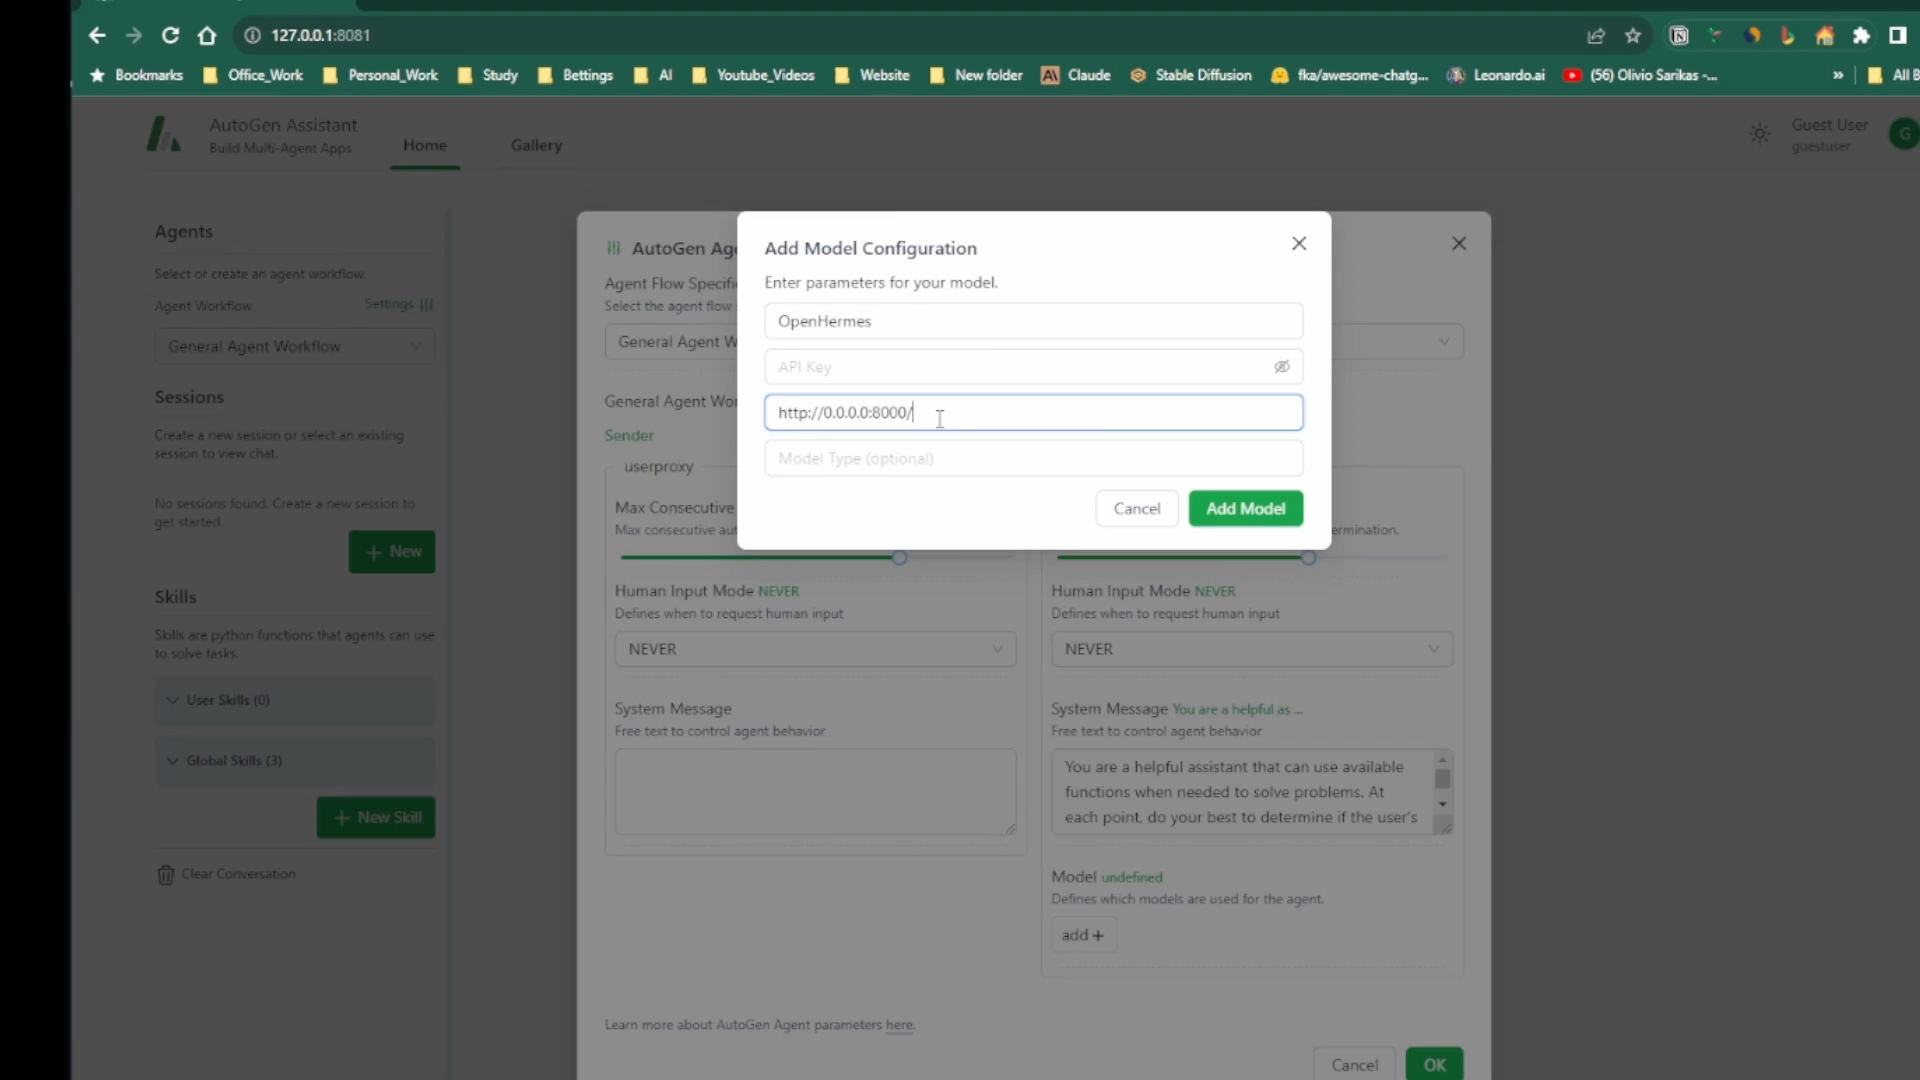 127.0.0.1:8081
Bookmarks Office_Work Personal_Work Study Bettings AI Youtube_Videos Website New folder Claude Stable Diffusion fka/awesome-chatg... Leonardo.ai (56) Olivio Sarikas -... » All B
AutoGen Assistant
Build Multi-Agent Apps
Home
Gallery
Guest User
guestuser
G
Agents
Select or create an agent workflow.
Agent Workflow
Settings
General Agent Workflow
Sessions
Create a new session or select an existing
session to view chat.
No sessions found. Create a new session to
get started.
+ New
Skills
Skills are python functions that agents can use
to solve tasks.
User Skills (0)
Global Skills (3)
+ New Skill
Clear Conversation
AutoGen Age
Agent Flow Specifi
Select the agent flow
General Agent W
General Agent Wor
Sender
userproxy
Max Consecutive
Max consecutive aut
Human Input Mode NEVER
Defines when to request human input
NEVER
System Message
Free text to control agent behavior
ermination.
Human Input Mode NEVER
Defines when to request human input
NEVER
System Message You are a helpful as ...
Free text to control agent behavior
You are a helpful assistant that can use available
functions when needed to solve problems. At
each point, do your best to determine if the user's
Model undefined
Defines which models are used for the agent.
add +
Learn more about AutoGen Agent parameters here.
Cancel
OK
Add Model Configuration
Enter parameters for your model.
OpenHermes
API Key
http://0.0.0.0:8000/
Model Type (optional)
Cancel
Add Model